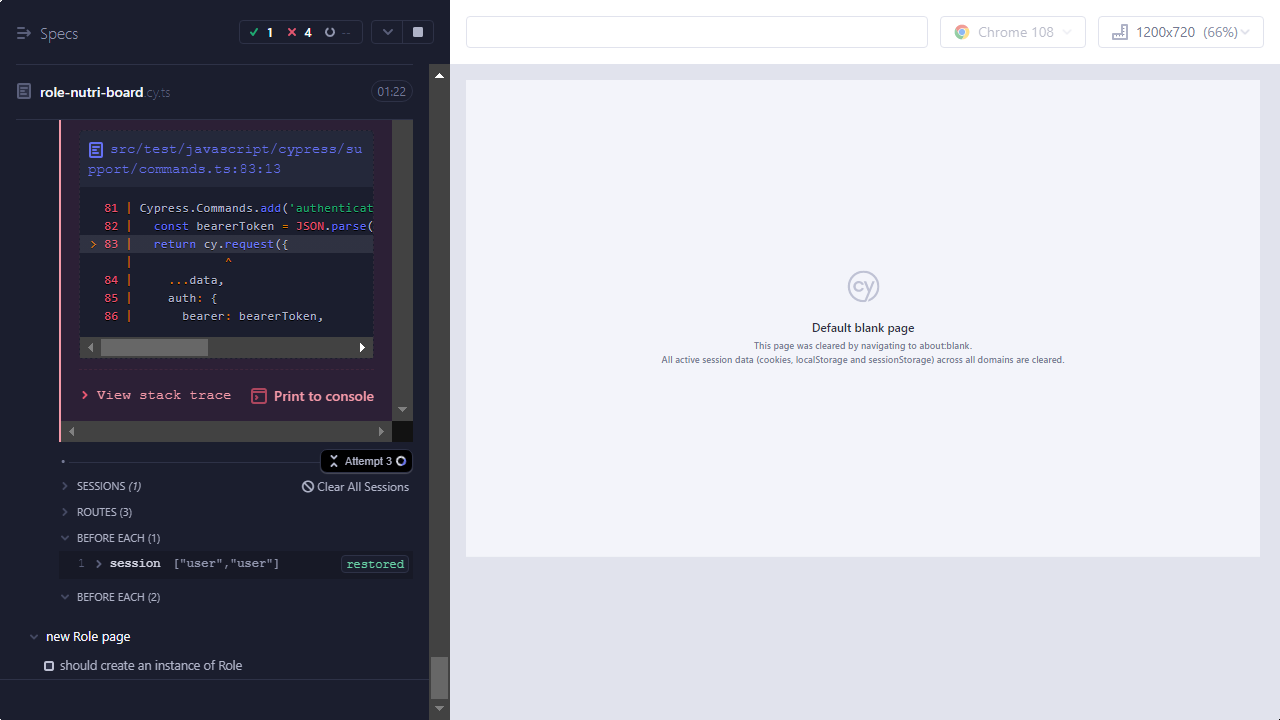 Specs
1
4
--
Chrome 108
1200x720 (66%)
role-nutri-board.cy.ts
01:22
src/test/javascript/cypress/su
pport/commands.ts:83:13
81 | Cypress.Commands.add('authenticat
82 | const bearerToken = JSON.parse(
> 83 | return cy.request({
| ^
84 | ...data,
85 | auth: {
86 | bearer: bearerToken,
View stack trace
Print to console
Attempt 3
SESSIONS (1)
Clear All Sessions
ROUTES (3)
BEFORE EACH (1)
1 session ["user","user"] restored
BEFORE EACH (2)
new Role page
should create an instance of Role
cy
Default blank page
This page was cleared by navigating to about:blank.
All active session data (cookies, localStorage and sessionStorage) across all domains are cleared.